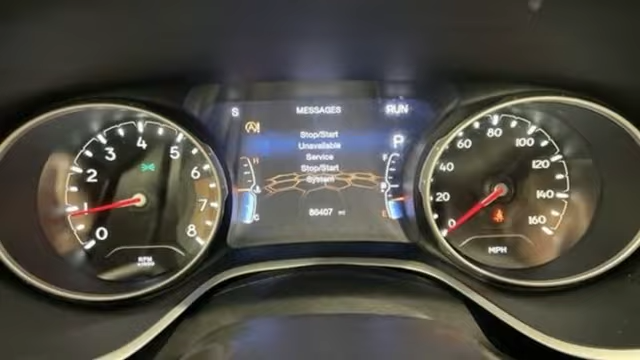 S MESSAGES RUN
Stop/Start
Unavailable
Service
Stop/Start
System
P
H
F
C
E
86407 mi
0 1 2 3 4 5 6 7 8
RPM
0 20 40 60 80 100 120 140 160
MPH